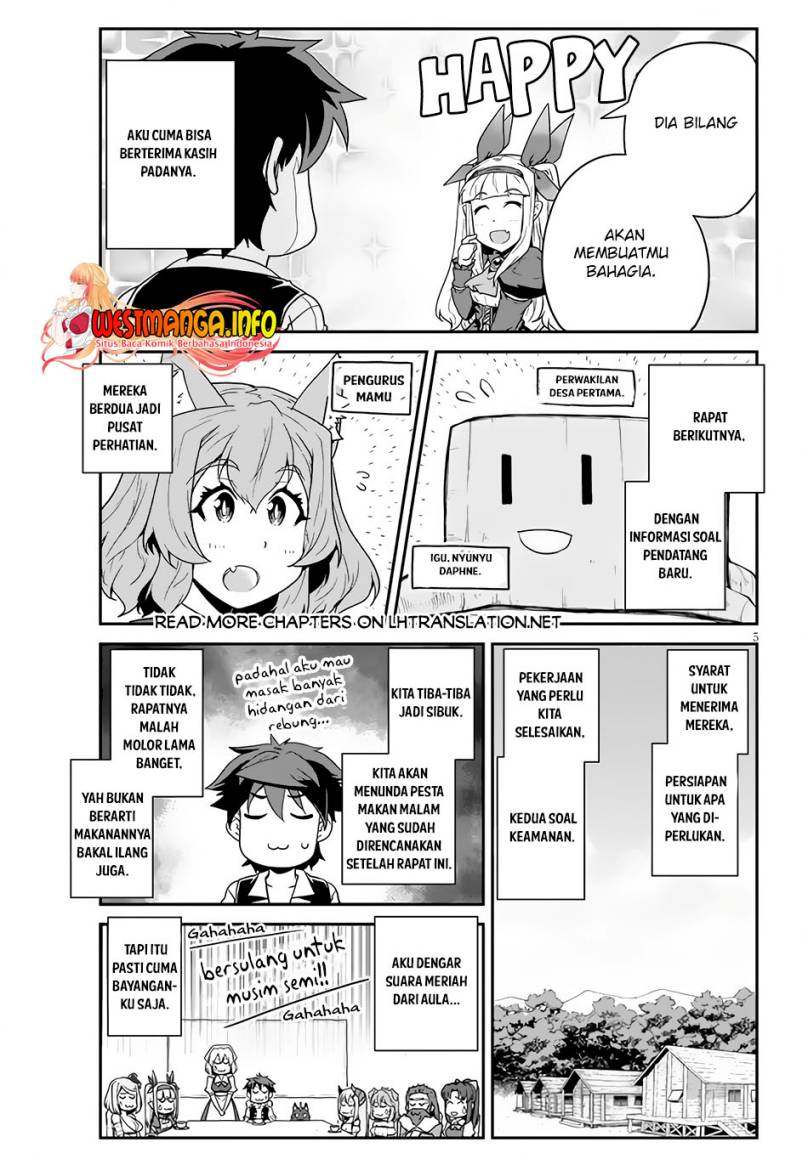 HAPPY
DIA BILANG
AKAN
MEMBUATMU
BAHAGIA.
AKU CUMA BISA
BERTERIMA KASIH
PADANYA.
WESTMANGA.INFO
Situs Baca Komik Berbahasa Indonesia
RAPAT
BERIKUTNYA,
DENGAN
INFORMASI SOAL
PENDATANG
BARU.
PERWAKILAN
DESA PERTAMA.
IGU. NYUNYU
DAPHNE.
PENGURUS
MAMU
MEREKA
BERDUA JADI
PUSAT
PERHATIAN.
READ MORE CHAPTERS ON LHTRANSLATION.NET
5
SYARAT
UNTUK
MENERIMA
MEREKA,
PERSIAPAN
UNTUK APA
YANG DI-
PERLUKAN.
PEKERJAAN
YANG PERLU
KITA
SELESAIKAN,
KEDUA SOAL
KEAMANAN.
KITA TIBA-TIBA
JADI SIBUK.
KITA AKAN
MENUNDA PESTA
MAKAN MALAM
YANG SUDAH
DIRENCANAKAN
SETELAH RAPAT INI.
padahal aku mau
masak banyak
hidangan dari
rebung...
TIDAK
TIDAK TIDAK,
RAPATNYA
MALAH
MOLOR LAMA
BANGET,
YAH BUKAN
BERARTI
MAKANANNYA
BAKAL ILANG
JUGA.
AKU DENGAR
SUARA MERIAH
DARI AULA...
Gahahaha
bersulang untuk
musim semi!!
Gahahaha
TAPI ITU
PASTI CUMA
BAYANGAN-
KU SAJA.